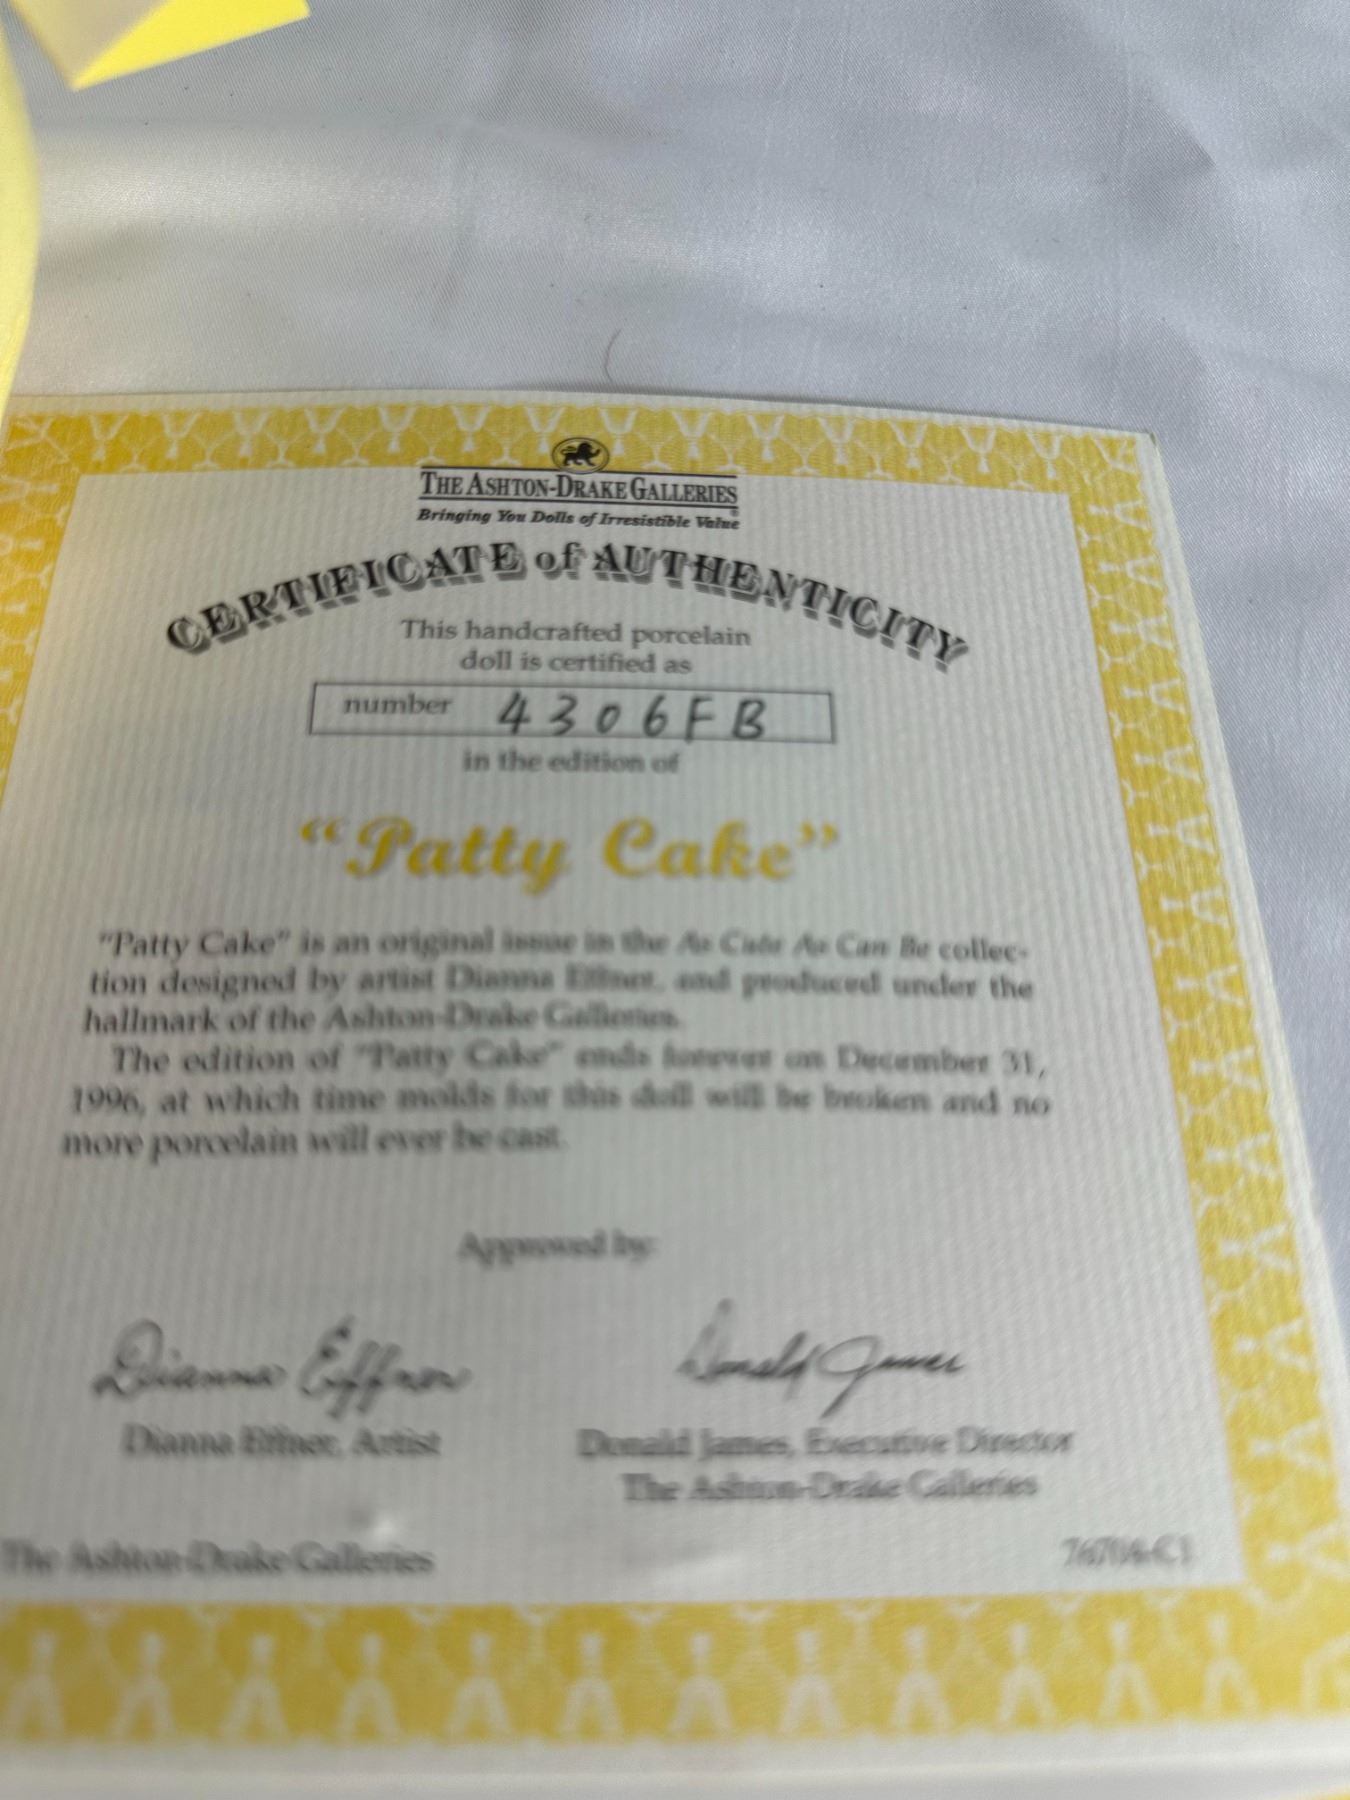 THE ASHTON-DRAKE GALLERIES
®
Bringing You Dolls of Irresistible Value
CERTIFICATE of AUTHENTICITY
This handcrafted porcelain
doll is certified as
number 4306FB
in the edition of
“Patty Cake”
"Patty Cake" is an original issue in the As Cute As Can Be collec-
tion designed by artist Dianna Effner, and produced under the
hallmark of the Ashton-Drake Galleries.
The edition of "Patty Cake" ends forever on December 31,
1996, at which time molds for this doll will be broken and no
more porcelain will ever be cast.
Approved by:
Dianna Effner
Donald James
Dianna Effner, Artist
Donald James, Executive Director
The Ashton-Drake Galleries
The Ashton-Drake Galleries